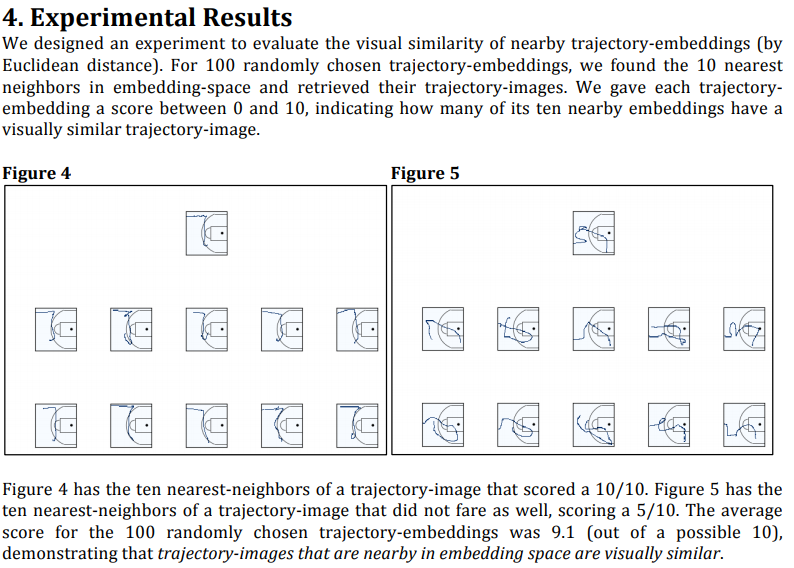 4. Experimental Results
We designed an experiment to evaluate the visual similarity of nearby trajectory-embeddings (by
Euclidean distance). For 100 randomly chosen trajectory-embeddings, we found the 10 nearest
neighbors in embedding-space and retrieved their trajectory-images. We gave each trajectory-
embedding a score between 0 and 10, indicating how many of its ten nearby embeddings have a
visually similar trajectory-image.
Figure 4
Figure 5
Figure 4 has the ten nearest-neighbors of a trajectory-image that scored a 10/10. Figure 5 has the
ten nearest-neighbors of a trajectory-image that did not fare as well, scoring a 5/10. The average
score for the 100 randomly chosen trajectory-embeddings was 9.1 (out of a possible 10),
demonstrating that trajectory-images that are nearby in embedding space are visually similar.